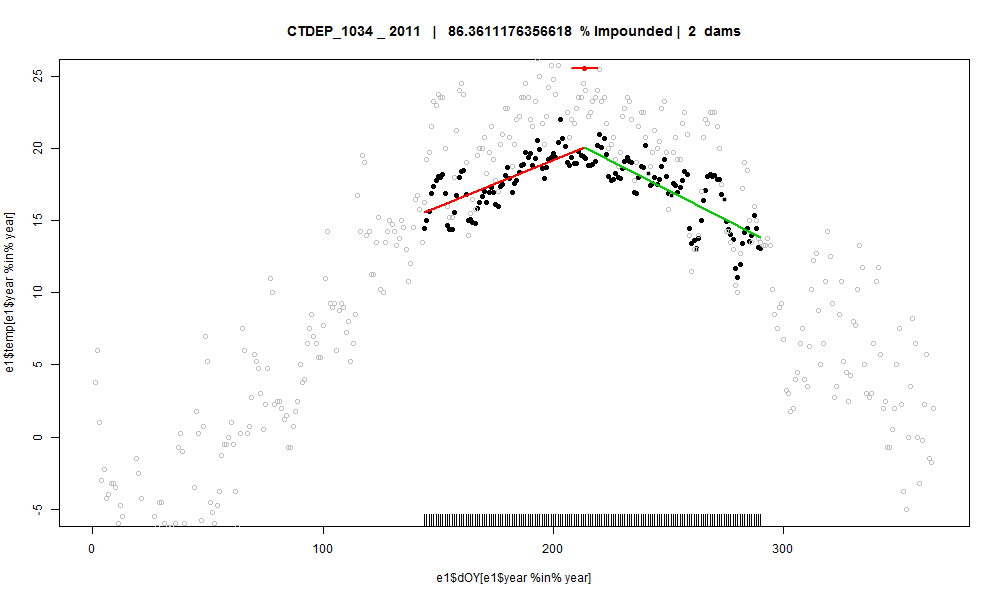 CTDEP_1034 _ 2011 | 86.3611176356618 % Impounded | 2 dams
25
20
15
10
5
0
-5
e1$temp[e1$year %in% year]
0 100 200 300
e1$dOY[e1$year %in% year]